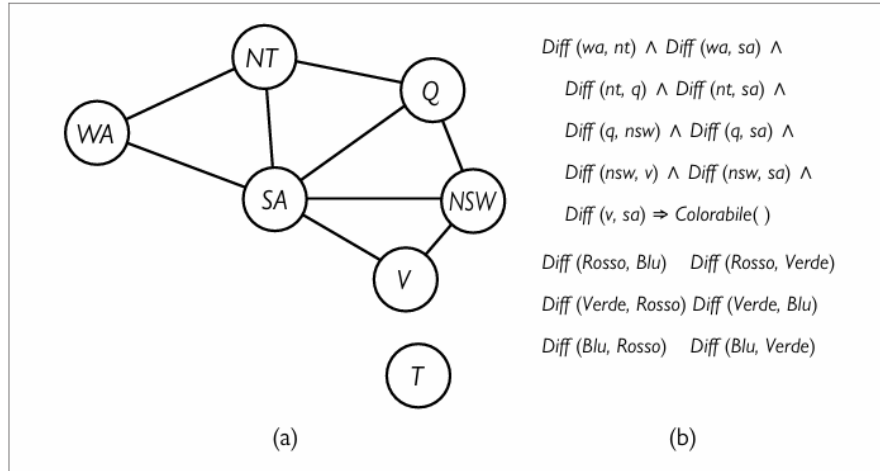 NT
Q
WA
SA
NSW
V
T
(a)
Diff (wa, nt) ∧ Diff (wa, sa) ∧
Diff (nt, q) ∧ Diff (nt, sa) ∧
Diff (q, nsw) ∧ Diff (q, sa) ∧
Diff (nsw, v) ∧ Diff (nsw, sa) ∧
Diff (v, sa) ⇒ Colorabile( )
Diff (Rosso, Blu) Diff (Rosso, Verde)
Diff (Verde, Rosso) Diff (Verde, Blu)
Diff (Blu, Rosso) Diff (Blu, Verde)
(b)